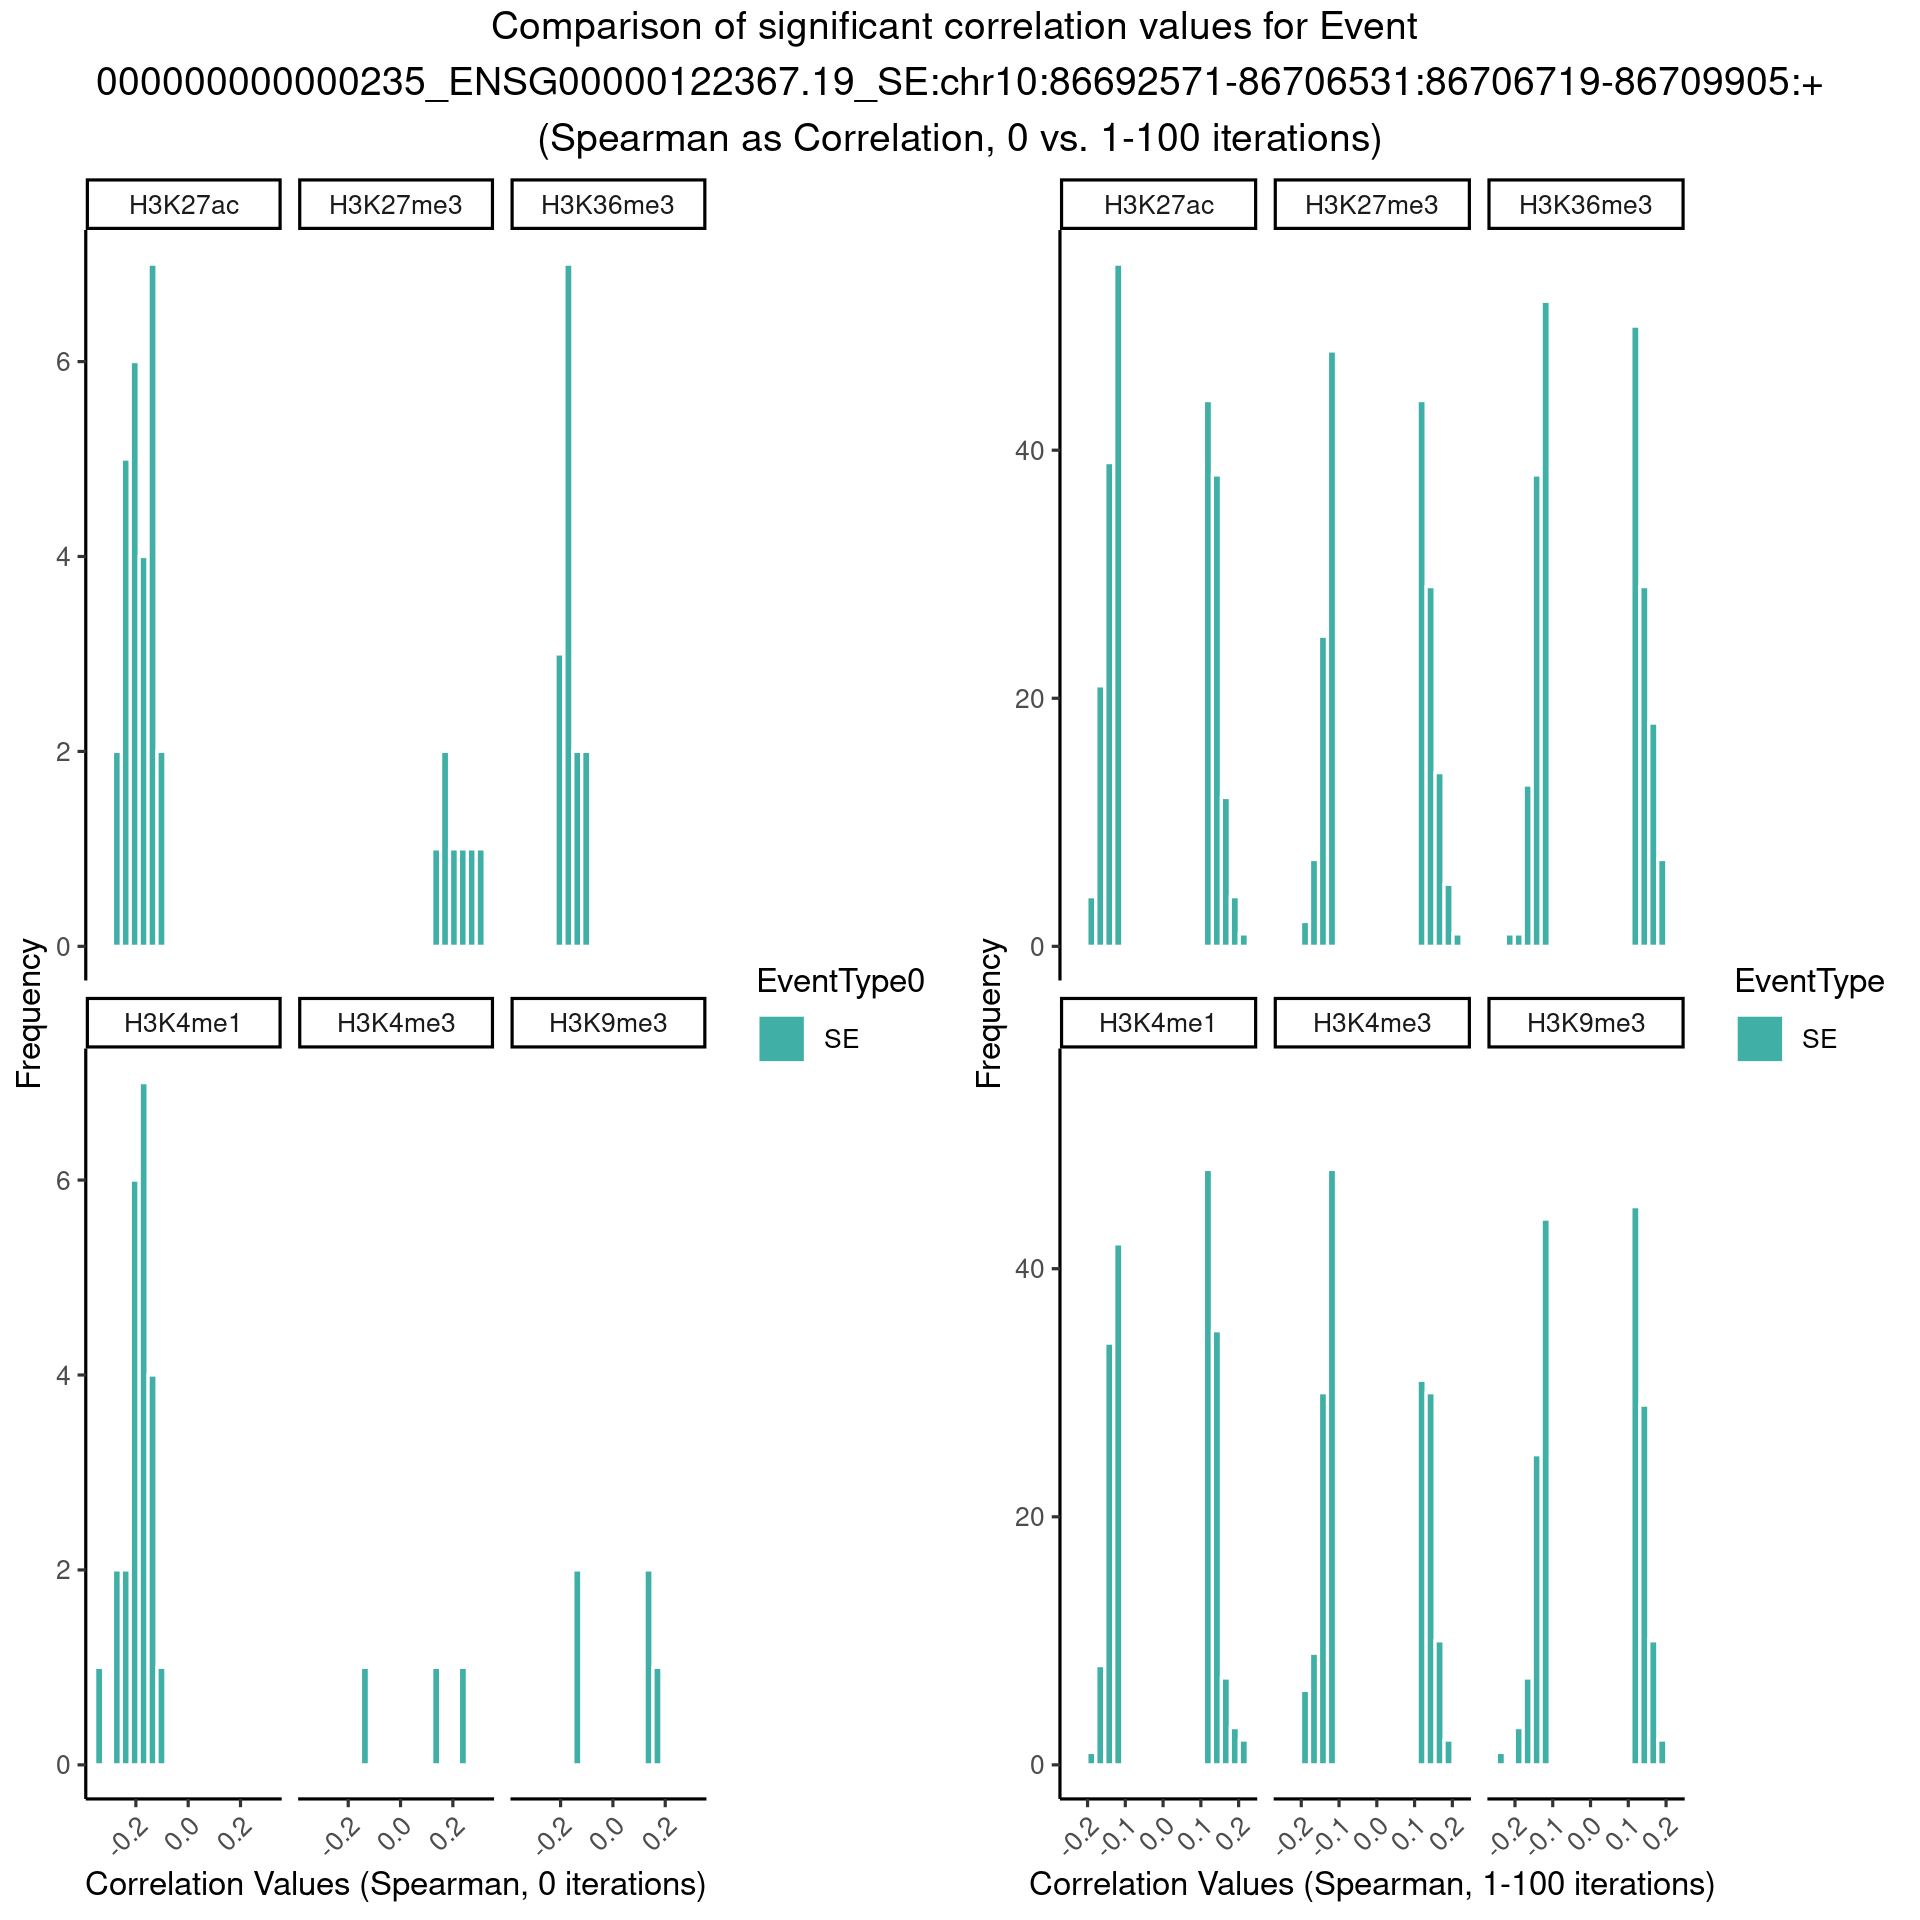 Comparison of significant correlation values for Event
000000000000235_ENSG00000122367.19_SE:chr10:86692571-86706531:86706719-86709905:+
(Spearman as Correlation, 0 vs. 1-100 iterations)
H3K27ac
H3K27me3
H3K36me3
6
4
2
0
H3K4me1
H3K4me3
H3K9me3
6
4
2
0
-0.2
0.0
0.2
-0.2
0.0
0.2
-0.2
0.0
0.2
Frequency
Correlation Values (Spearman, 0 iterations)
EventType0
SE
H3K27ac
H3K27me3
H3K36me3
40
20
0
H3K4me1
H3K4me3
H3K9me3
40
20
0
-0.2
-0.1
0.0
0.1
0.2
-0.2
-0.1
0.0
0.1
0.2
-0.2
-0.1
0.0
0.1
0.2
Frequency
Correlation Values (Spearman, 1-100 iterations)
EventType
SE